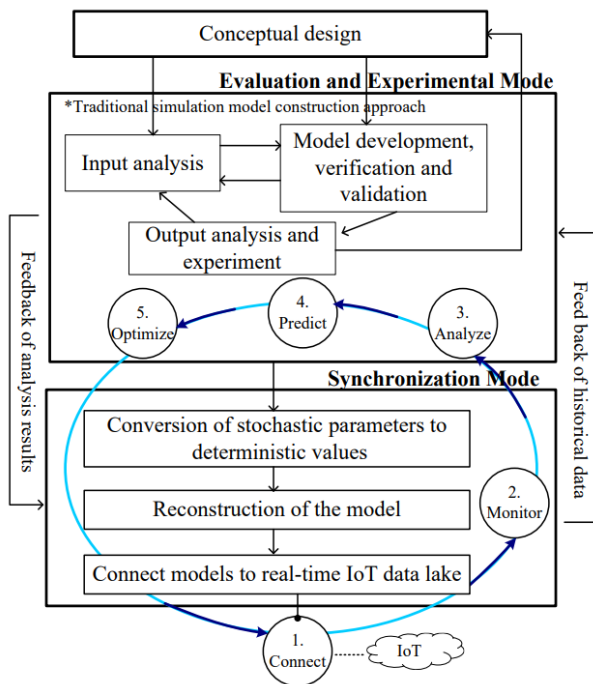 Conceptual design
Evaluation and Experimental Mode
*Traditional simulation model construction approach
Input analysis
Model development,
verification and
validation
Output analysis and
experiment
5.
Optimize
4.
Predict
3.
Analyze
Feedback of analysis
results
Feed back of historical
data
Synchronization Mode
Conversion of stochastic parameters to
deterministic values
Reconstruction of the model
2.
Monitor
Connect models to real-time IoT data lake
1.
Connect
IoT